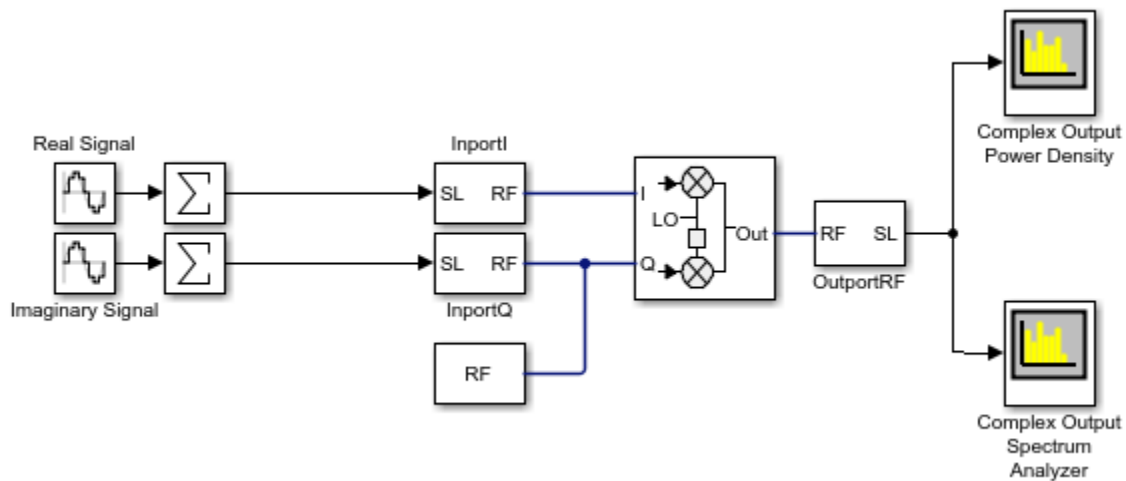 Real Signal
Σ
Imaginary Signal
Σ
InportI
SL RF
SL RF
InportQ
RF
I
LO
Q
Out
RF SL
OutportRF
Complex Output
Power Density
Complex Output
Spectrum
Analyzer